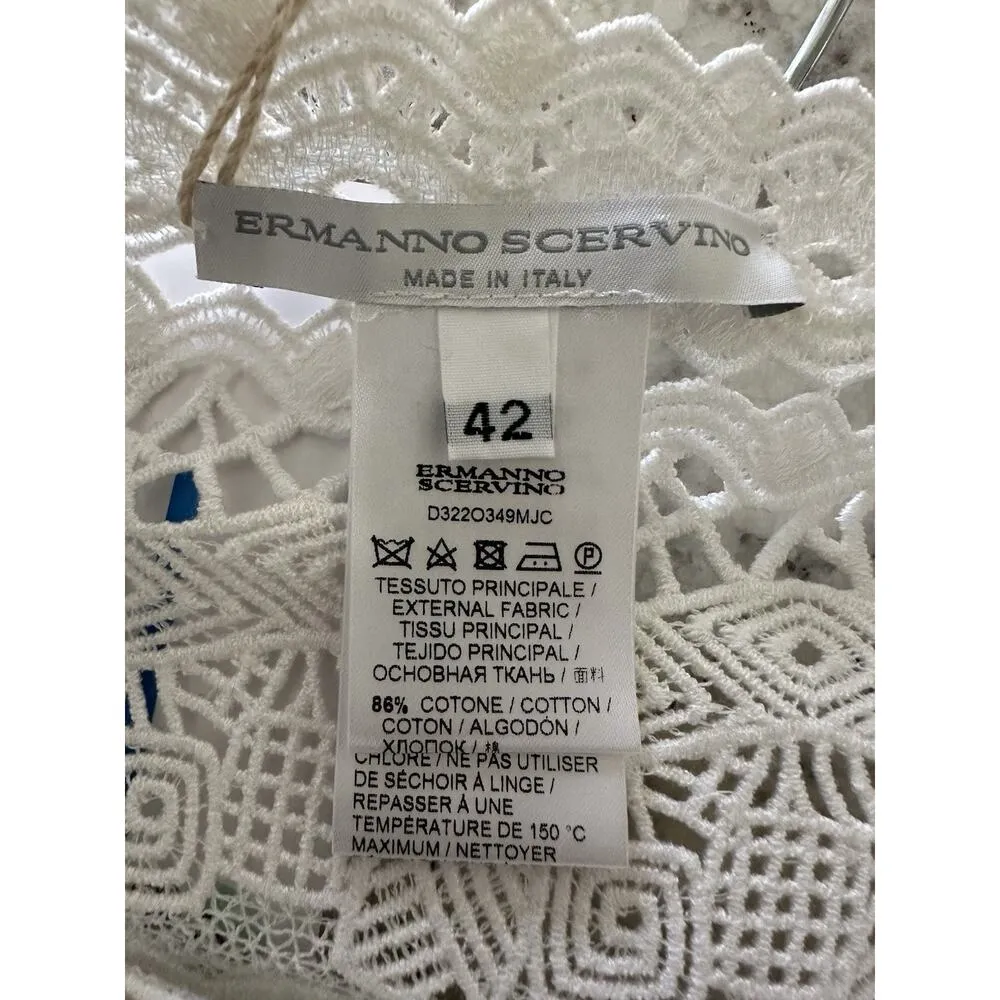 ERMANNO SCERVINO
MADE IN ITALY
42
ERMANNO
SCERVINO
D322O349MJC
P
TESSUTO PRINCIPALE /
EXTERNAL FABRIC /
TISSU PRINCIPAL /
TEJIDO PRINCIPAL /
ОСНОВНАЯ ТКАНЬ / 面料
86% COTONE / COTTON /
COTON / ALGODÓN /
ХЛОПОК / 棉
CHLORE / NE PAS UTILISER
DE SÉCHOIR À LINGE /
REPASSER À UNE
TEMPÉRATURE DE 150 °C
MAXIMUM / NETTOYER